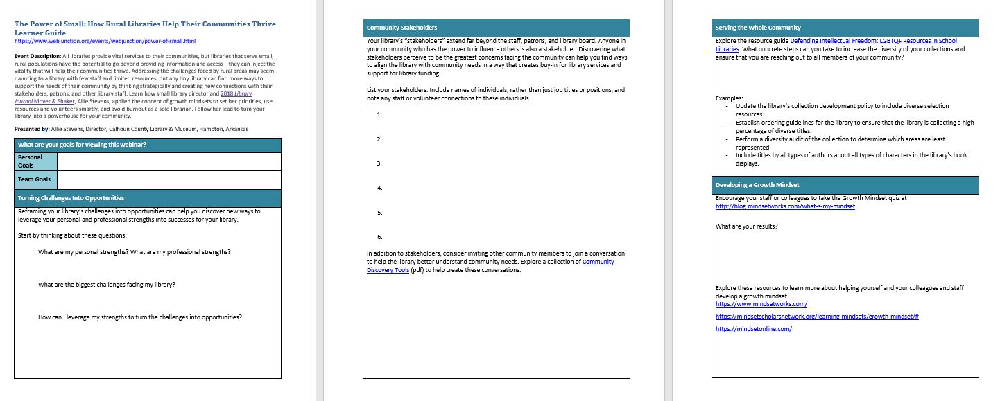 The Power of Small: How Rural Libraries Help Their Communities Thrive
Learner Guide
https://www.webjunction.org/events/webjunction/power-of-small.html
Event Description: All libraries provide vital services to their communities, but libraries that serve small,
rural populations have the potential to go beyond providing information and access—they can inject the
vitality that will help their communities thrive. Addressing the challenges faced by rural areas may seem
daunting to a library with few staff and limited resources, but any tiny library can find more ways to
support the needs of their community by thinking strategically and creating new connections with their
stakeholders, patrons, and other library staff. Learn how small library director and 2018 Library
Journal Mover & Shaker, Allie Stevens, applied the concept of growth mindsets to set her priorities, use
resources and volunteers smartly, and avoid burnout as a solo librarian. Follow her lead to turn your
library into a powerhouse for your community.
Presented by: Allie Stevens, Director, Calhoun County Library & Museum, Hampton, Arkansas
What are your goals for viewing this webinar?
Personal
Goals
Team Goals
Turning Challenges Into Opportunities
Reframing your library's challenges into opportunities can help you discover new ways to
leverage your personal and professional strengths into successes for your library.
Start by thinking about these questions:
What are my personal strengths? What are my professional strengths?
What are the biggest challenges facing my library?
How can I leverage my strengths to turn the challenges into opportunities?
Community Stakeholders
Your library's "stakeholders" extend far beyond the staff, patrons, and library board. Anyone in
your community who has the power to influence others is also a stakeholder. Discovering what
stakeholders perceive to be the greatest concerns facing the community can help you find ways
to align the library with community needs in a way that creates buy-in for library services and
support for library funding.
List your stakeholders. Include names of individuals, rather than just job titles or positions, and
note any staff or volunteer connections to these individuals.
1.
2.
3.
4.
5.
6.
In addition to stakeholders, consider inviting other community members to join a conversation
to help the library better understand community needs. Explore a collection of Community
Discovery Tools (pdf) to help create these conversations.
Serving the Whole Community
Explore the resource guide Defending Intellectual Freedom: LGBTQ+ Resources in School
Libraries. What concrete steps can you take to increase the diversity of your collections and
ensure that you are reaching out to all members of your community?
Examples:
- Update the library's collection development policy to include diverse selection
resources.
- Establish ordering guidelines for the library to ensure that the library is collecting a high
percentage of diverse titles.
- Perform a diversity audit of the collection to determine which areas are least
represented.
- Include titles by all types of authors about all types of characters in the library's book
displays.
Developing a Growth Mindset
Encourage your staff or colleagues to take the Growth Mindset quiz at
http://blog.mindsetworks.com/what-s-my-mindset.
What are your results?
Explore these resources to learn more about helping yourself and your colleagues and staff
develop a growth mindset.
https://www.mindsetworks.com/
https://mindsetscholarsnetwork.org/learning-mindsets/growth-mindset/#
https://mindsetonline.com/